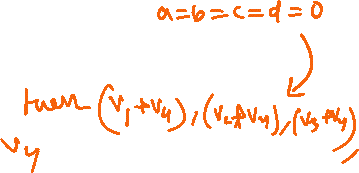 a=b=c=d=0
then (v₁+v₄), (v₂+v₄), (v₃+v₄)
v₄